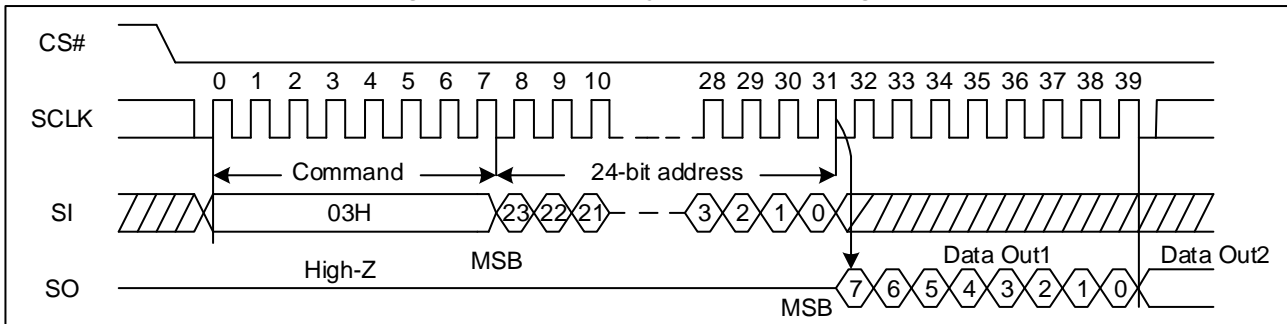 CS#
0 1 2 3 4 5 6 7 8 9 10 28 29 30 31 32 33 34 35 36 37 38 39
SCLK
Command 24-bit address
SI 03H 23 22 21 3 2 1 0
High-Z MSB Data Out1 Data Out2
SO MSB 7 6 5 4 3 2 1 0